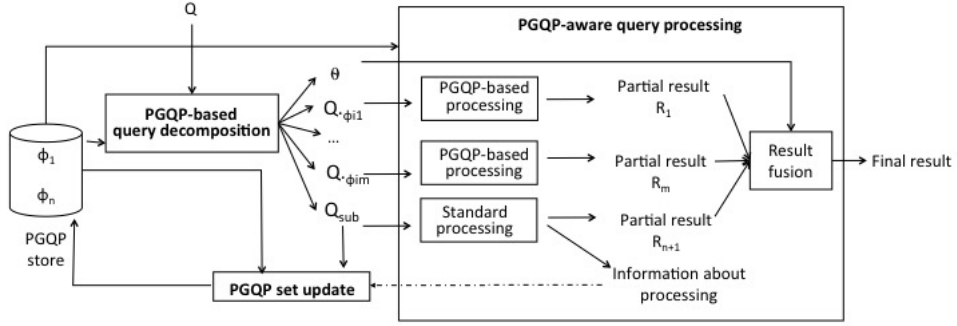 Q
PGQP-aware query processing
θ
PGQP-based
query decomposition
Q·ϕi1
...
Q·ϕim
Qsub
ϕ1
ϕn
PGQP
store
PGQP set update
PGQP-based
processing
PGQP-based
processing
Standard
processing
Partial result
R1
Partial result
Rm
Partial result
Rn+1
Information about
processing
Result
fusion
Final result